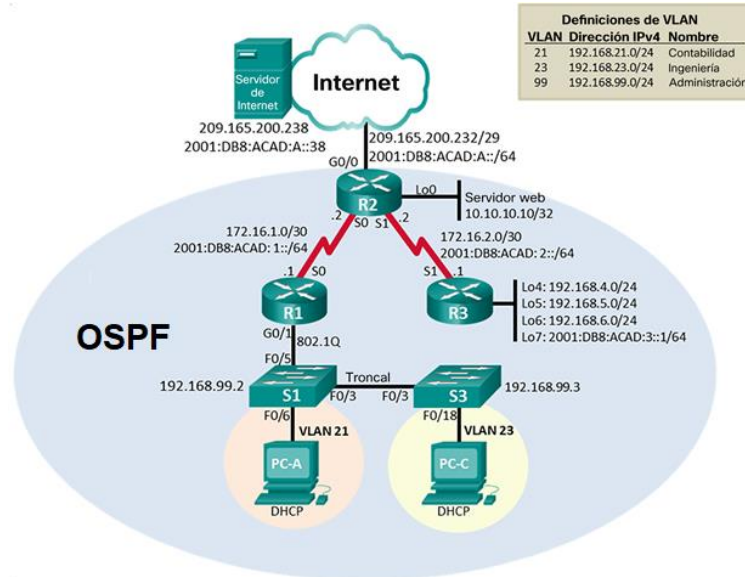 Definiciones de VLAN
VLAN Dirección IPv4 Nombre
21 192.168.21.0/24 Contabilidad
23 192.168.23.0/24 Ingeniería
99 192.168.99.0/24 Administración
Servidor
de
Internet
Internet
209.165.200.238
2001:DB8:ACAD:A::38
209.165.200.232/29
2001:DB8:ACAD:A::/64
G0/0
Lo0
R2
Servidor web
10.10.10.10/32
.2
S0
S1
.2
172.16.1.0/30
2001:DB8:ACAD: 1::/64
172.16.2.0/30
2001:DB8:ACAD: 2::/64
.1
S0
S1
.1
R1
R3
Lo4: 192.168.4.0/24
Lo5: 192.168.5.0/24
Lo6: 192.168.6.0/24
Lo7: 2001:DB8:ACAD:3::1/64
OSPF
G0/1
802.1Q
F0/5
Troncal
192.168.99.2
S1
F0/3
F0/3
S3
192.168.99.3
F0/6
F0/18
VLAN 21
VLAN 23
PC-A
PC-C
DHCP
DHCP